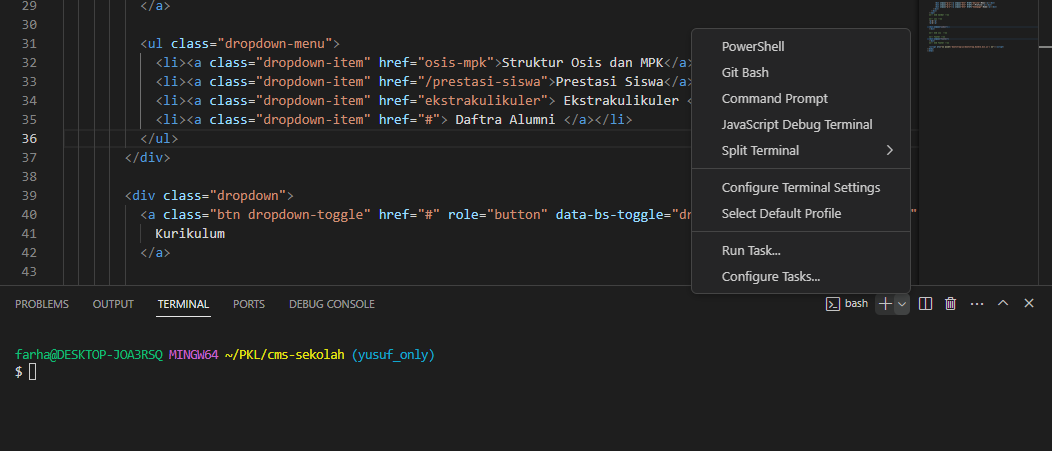 29 </a>
30
31 <ul class="dropdown-menu">
32 <li><a class="dropdown-item" href="osis-mpk">Struktur Osis dan MPK</a>
33 <li><a class="dropdown-item" href="/prestasi-siswa">Prestasi Siswa</a>
34 <li><a class="dropdown-item" href="ekstrakulikuler"> Ekstrakulikuler <
35 <li><a class="dropdown-item" href="#"> Daftra Alumni </a></li>
36 </ul>
37 </div>
38
39 <div class="dropdown">
40 <a class="btn dropdown-toggle" href="#" role="button" data-bs-toggle="dr "
41 Kurikulum
42 </a>
43
PowerShell
Git Bash
Command Prompt
JavaScript Debug Terminal
Split Terminal
Configure Terminal Settings
Select Default Profile
Run Task...
Configure Tasks...
PROBLEMS OUTPUT TERMINAL PORTS DEBUG CONSOLE bash
farha@DESKTOP-JOA3RSQ MINGW64 ~/PKL/cms-sekolah (yusuf_only)
$